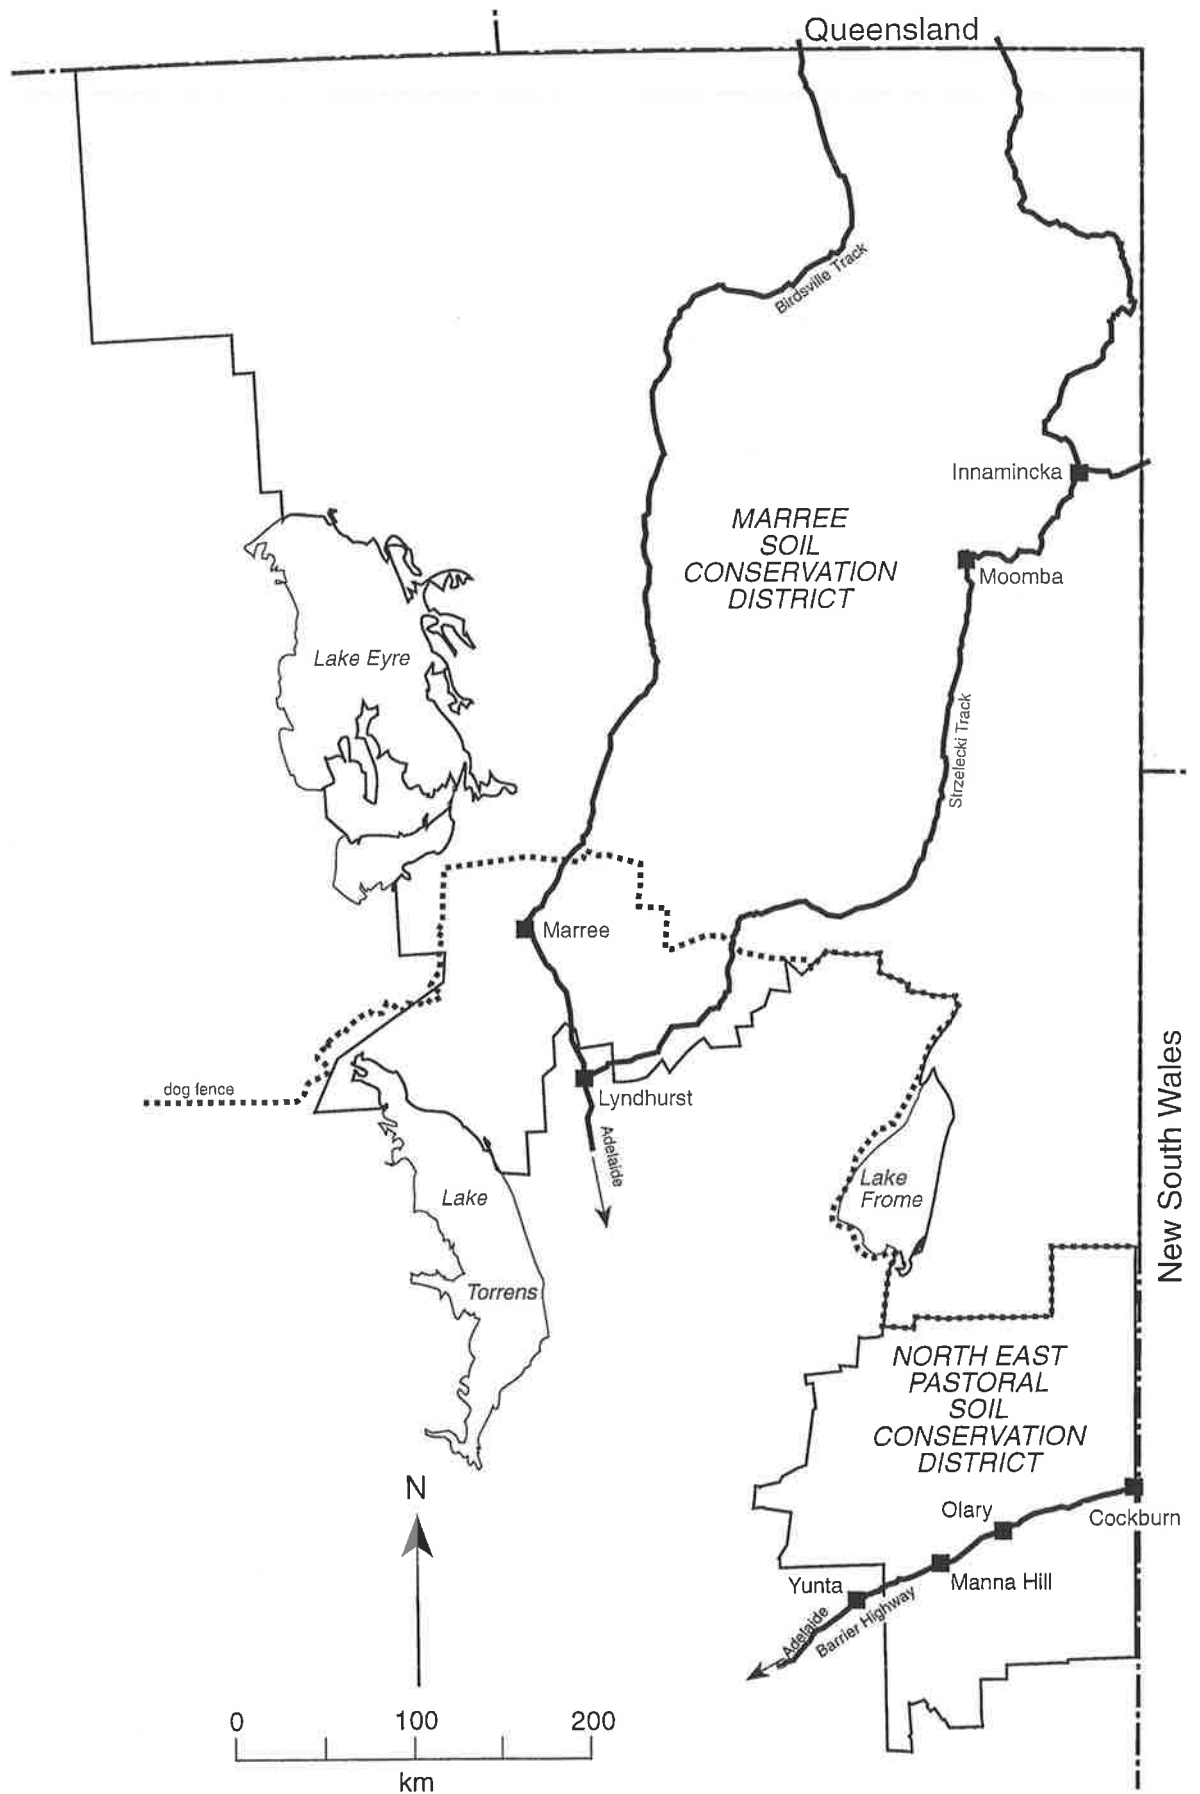 Queensland
Birdsville Track
Innamincka
MARREE
SOIL
CONSERVATION
DISTRICT
Moomba
Lake Eyre
Strzelecki Track
Marree
New South Wales
dog fence
Lyndhurst
Adelaide
Lake
Frome
Lake
Torrens
NORTH EAST
PASTORAL
SOIL
CONSERVATION
DISTRICT
N
Olary
Cockburn
Yunta
Manna Hill
Adelaide
Barrier Highway
0 100 200
km